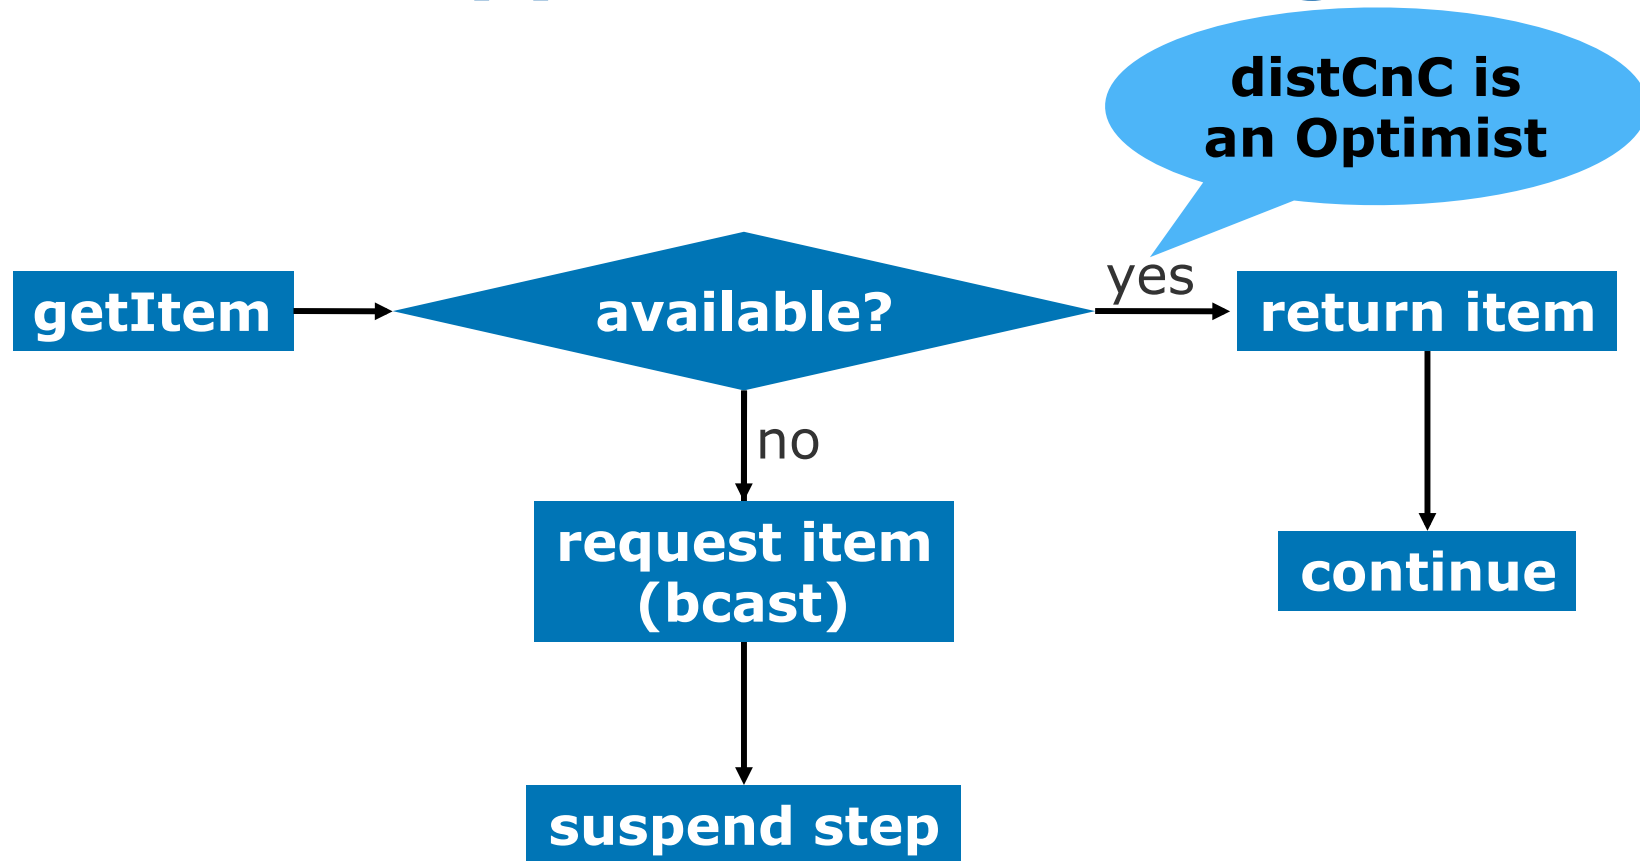 distCnC is
an Optimist
getItem
available?
yes
return item
no
request item
(bcast)
continue
suspend step